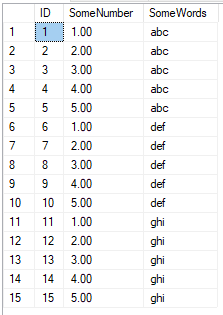 ID SomeNumber SomeWords
1 1 1.00 abc
2 2 2.00 abc
3 3 3.00 abc
4 4 4.00 abc
5 5 5.00 abc
6 6 1.00 def
7 7 2.00 def
8 8 3.00 def
9 9 4.00 def
10 10 5.00 def
11 11 1.00 ghi
12 12 2.00 ghi
13 13 3.00 ghi
14 14 4.00 ghi
15 15 5.00 ghi